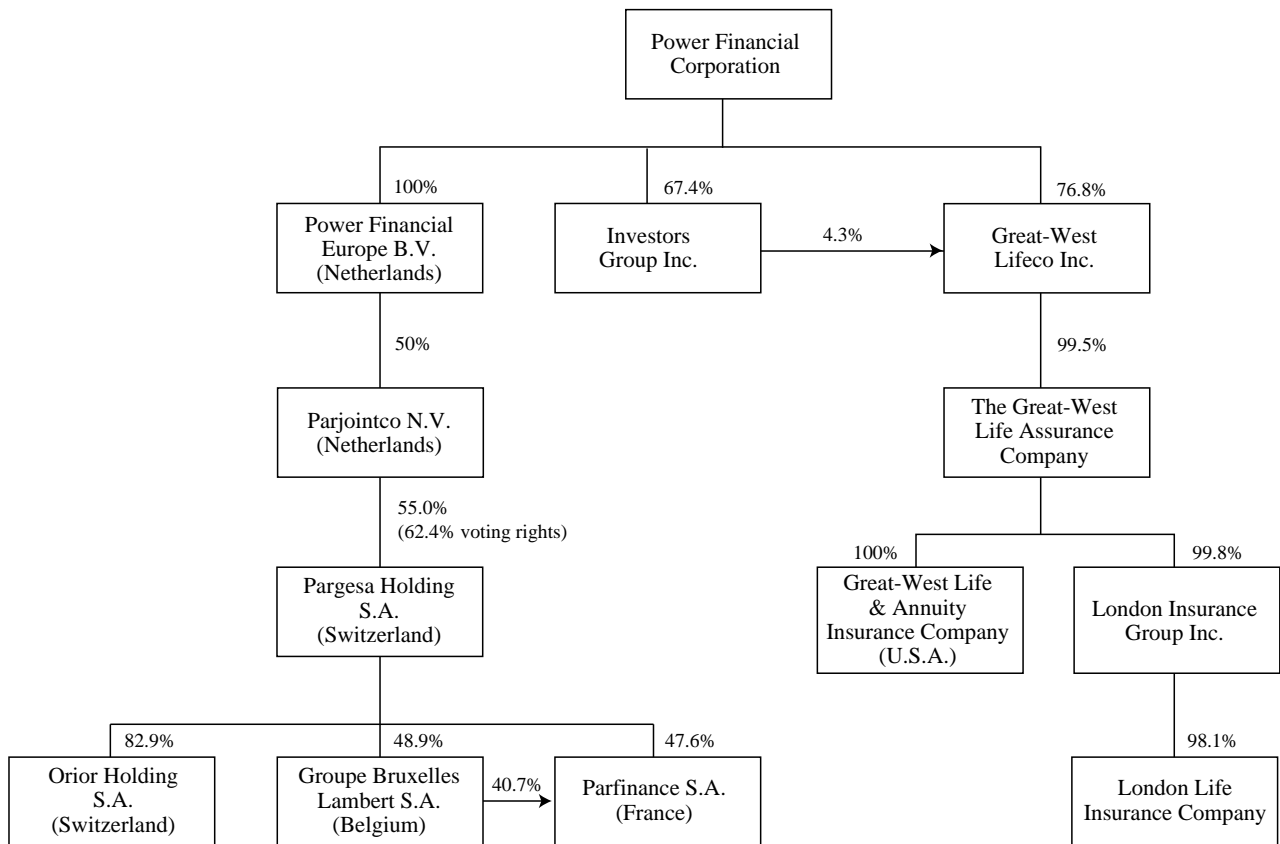 Power Financial
Corporation
100%
67.4%
76.8%
Power Financial
Europe B.V.
(Netherlands)
Investors
Group Inc.
4.3%
Great-West
Lifeco Inc.
50%
99.5%
Parjointco N.V.
(Netherlands)
The Great-West
Life Assurance
Company
55.0%
(62.4% voting rights)
100%
99.8%
Pargesa Holding
S.A.
(Switzerland)
Great-West Life
& Annuity
Insurance Company
(U.S.A.)
London Insurance
Group Inc.
82.9%
48.9%
47.6%
98.1%
Orior Holding
S.A.
(Switzerland)
Groupe Bruxelles
Lambert S.A.
(Belgium)
40.7%
Parfinance S.A.
(France)
London Life
Insurance Company